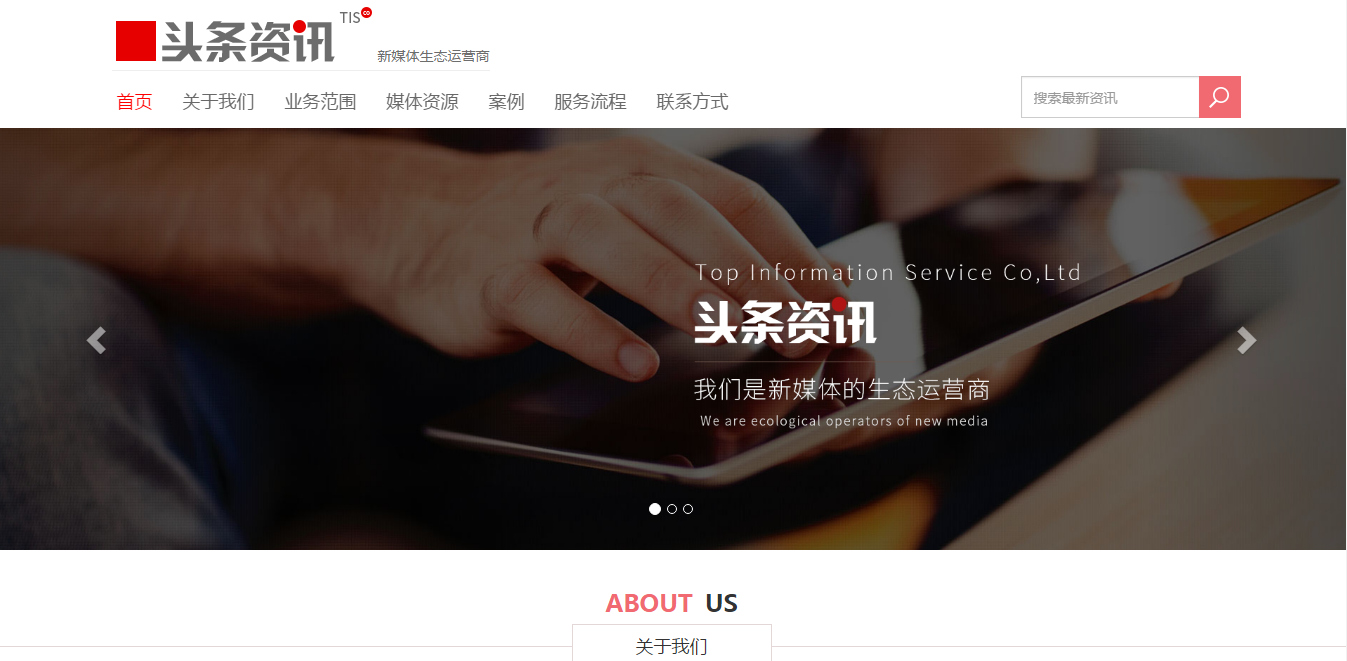 头条资讯 TIS co
新媒体生态运营商
首页 关于我们 业务范围 媒体资源 案例 服务流程 联系方式
搜索最新资讯
Top Information Service Co,Ltd
头条资讯
我们是新媒体的生态运营商
We are ecological operators of new media
ABOUT US
关于我们